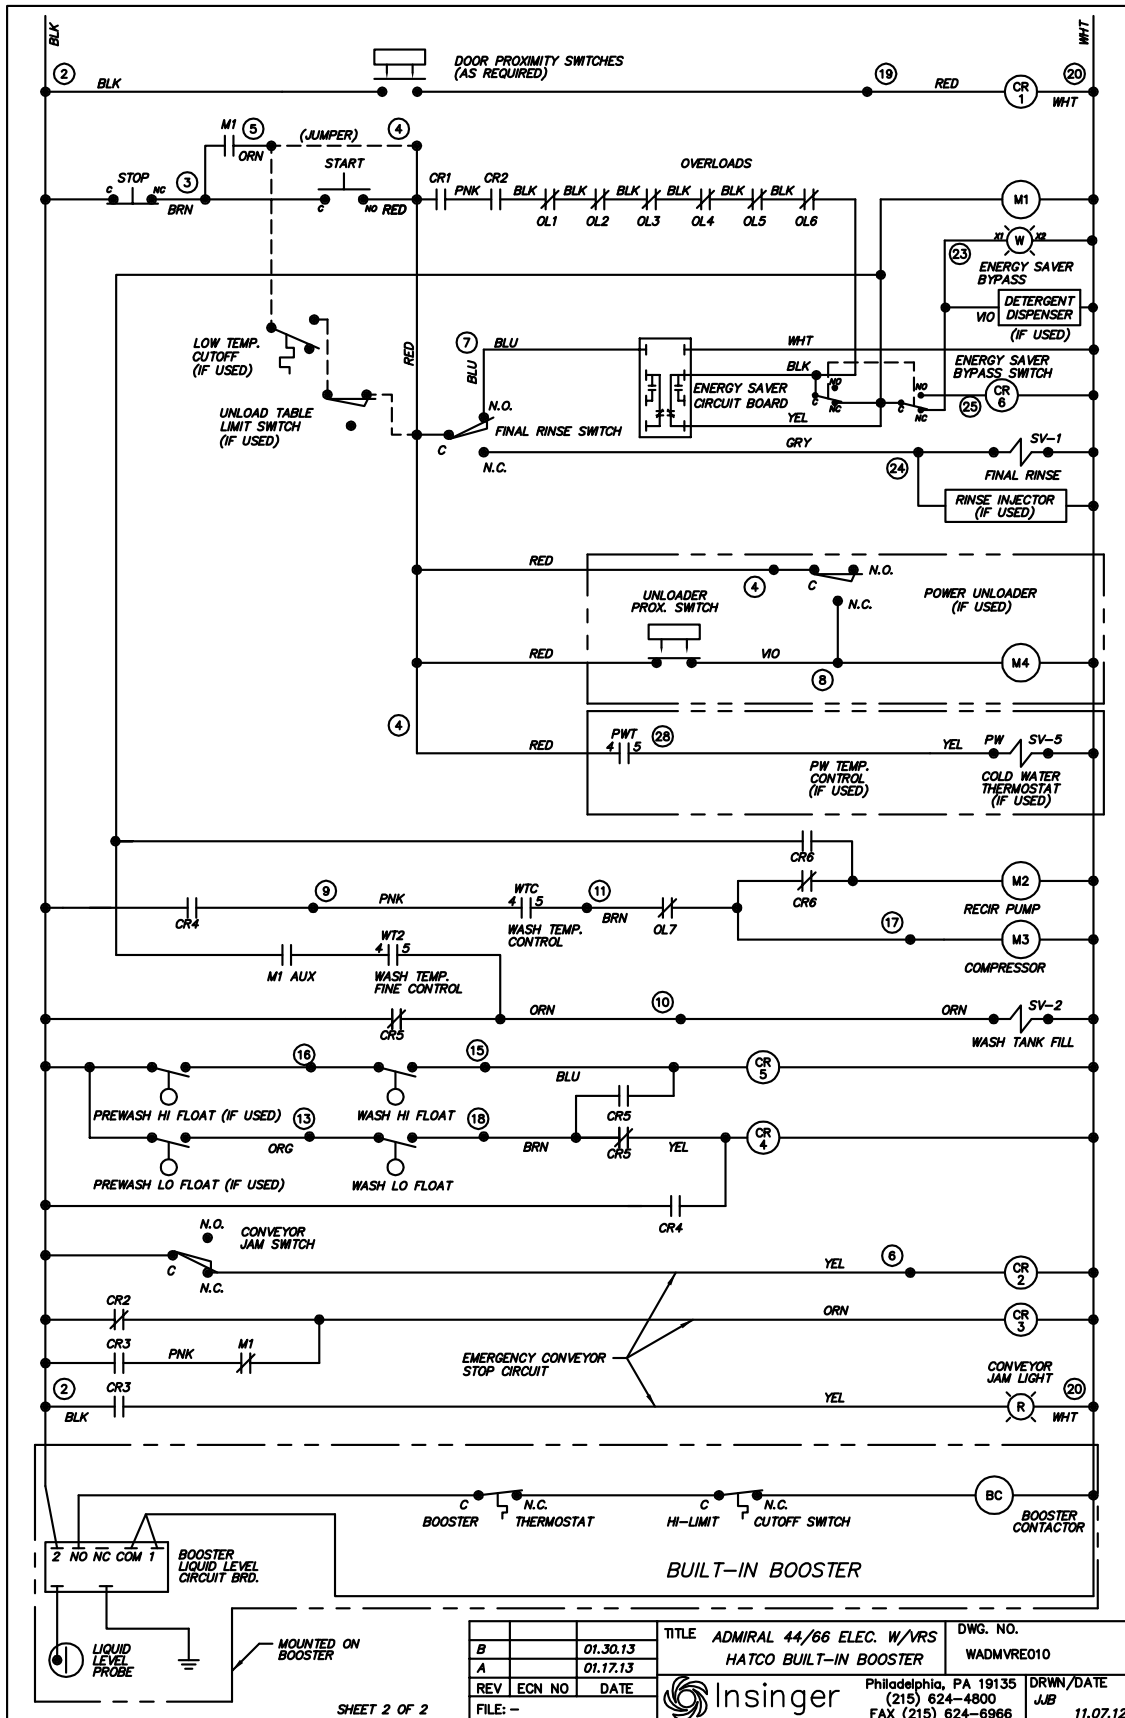 BLK
WHT
2
BLK
DOOR PROXIMITY SWITCHES
(AS REQUIRED)
19
RED
CR
1
20
WHT
M1
5
ORN
(JUMPER)
4
STOP
C
NC
3
BRN
START
C
NO
RED
CR1
PNK
CR2
OVERLOADS
BLK
BLK
BLK
BLK
BLK
BLK
OL1
OL2
OL3
OL4
OL5
OL6
M1
X1
W
X2
23
ENERGY SAVER
BYPASS
DETERGENT
DISPENSER
VIO
(IF USED)
LOW TEMP.
CUTOFF
(IF USED)
RED
7
BLU
BLU
WHT
BLK
ENERGY SAVER
CIRCUIT BOARD
YEL
NO
C
NC
ENERGY SAVER
BYPASS SWITCH
NO
C
NC
25
CR
6
UNLOAD TABLE
LIMIT SWITCH
(IF USED)
N.O.
FINAL RINSE SWITCH
C
N.C.
GRY
24
SV-1
FINAL RINSE
RINSE INJECTOR
(IF USED)
RED
4
C
N.O.
N.C.
POWER UNLOADER
(IF USED)
UNLOADER
PROX. SWITCH
RED
VIO
8
M4
4
RED
PWT
4 5
28
YEL
PW
SV-5
PW TEMP.
CONTROL
(IF USED)
COLD WATER
THERMOSTAT
(IF USED)
CR6
CR6
M2
RECIR PUMP
CR4
9
PNK
WTC
4 5
WASH TEMP.
CONTROL
11
BRN
OL7
17
M3
COMPRESSOR
M1 AUX
WT2
4 5
WASH TEMP.
FINE CONTROL
CR5
ORN
10
ORN
SV-2
WASH TANK FILL
16
15
BLU
CR
5
PREWASH HI FLOAT (IF USED)
WASH HI FLOAT
CR5
13
ORG
18
BRN
CR5
YEL
CR
4
PREWASH LO FLOAT (IF USED)
WASH LO FLOAT
CR4
N.O.
CONVEYOR
JAM SWITCH
C
N.C.
YEL
6
CR
2
CR2
ORN
CR
3
CR3
PNK
M1
EMERGENCY CONVEYOR
STOP CIRCUIT
CONVEYOR
JAM LIGHT
2
BLK
CR3
YEL
R
20
WHT
C
N.C.
BOOSTER
THERMOSTAT
C
N.C.
HI-LIMIT
CUTOFF SWITCH
BC
BOOSTER
CONTACTOR
2 NO NC COM 1
BOOSTER
LIQUID LEVEL
CIRCUIT BRD.
BUILT-IN BOOSTER
LIQUID
LEVEL
PROBE
MOUNTED ON
BOOSTER
SHEET 2 OF 2
B 01.30.13
A 01.17.13
REV ECN NO DATE
FILE: -
TITLE ADMIRAL 44/66 ELEC. W/VRS
HATCO BUILT-IN BOOSTER
DWG. NO.
WADMVRE010
Insinger
Philadelphia, PA 19135
(215) 624-4800
FAX (215) 624-6966
DRWN/DATE
JJB
11.07.12